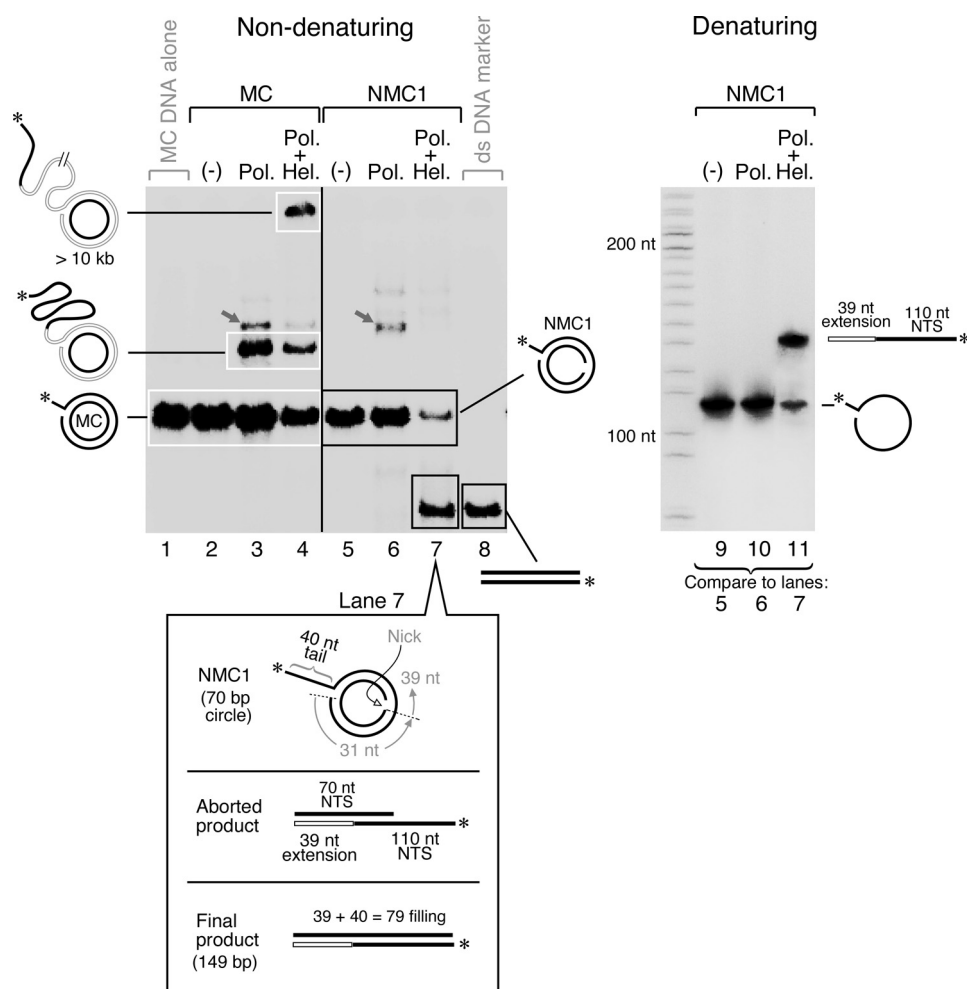 Non-denaturing
Denaturing
MC DNA alone
MC
NMC1
ds DNA marker
NMC1
(-)
Pol.
Pol.
+
Hel.
(-)
Pol.
Pol.
+
Hel.
(-)
Pol.
Pol.
+
Hel.
*
> 10 kb
*
*
MC
NMC1
*
200 nt
100 nt
39 nt
extension
110 nt
NTS
*
*
1 2 3 4 5 6 7 8
9 10 11
Compare to lanes:
5 6 7
*
Lane 7
NMC1
(70 bp
circle)
*
40 nt
tail
Nick
39 nt
31 nt
Aborted
product
70 nt
NTS
*
39 nt
extension
110 nt
NTS
Final
product
(149 bp)
39 + 40 = 79 filling
*